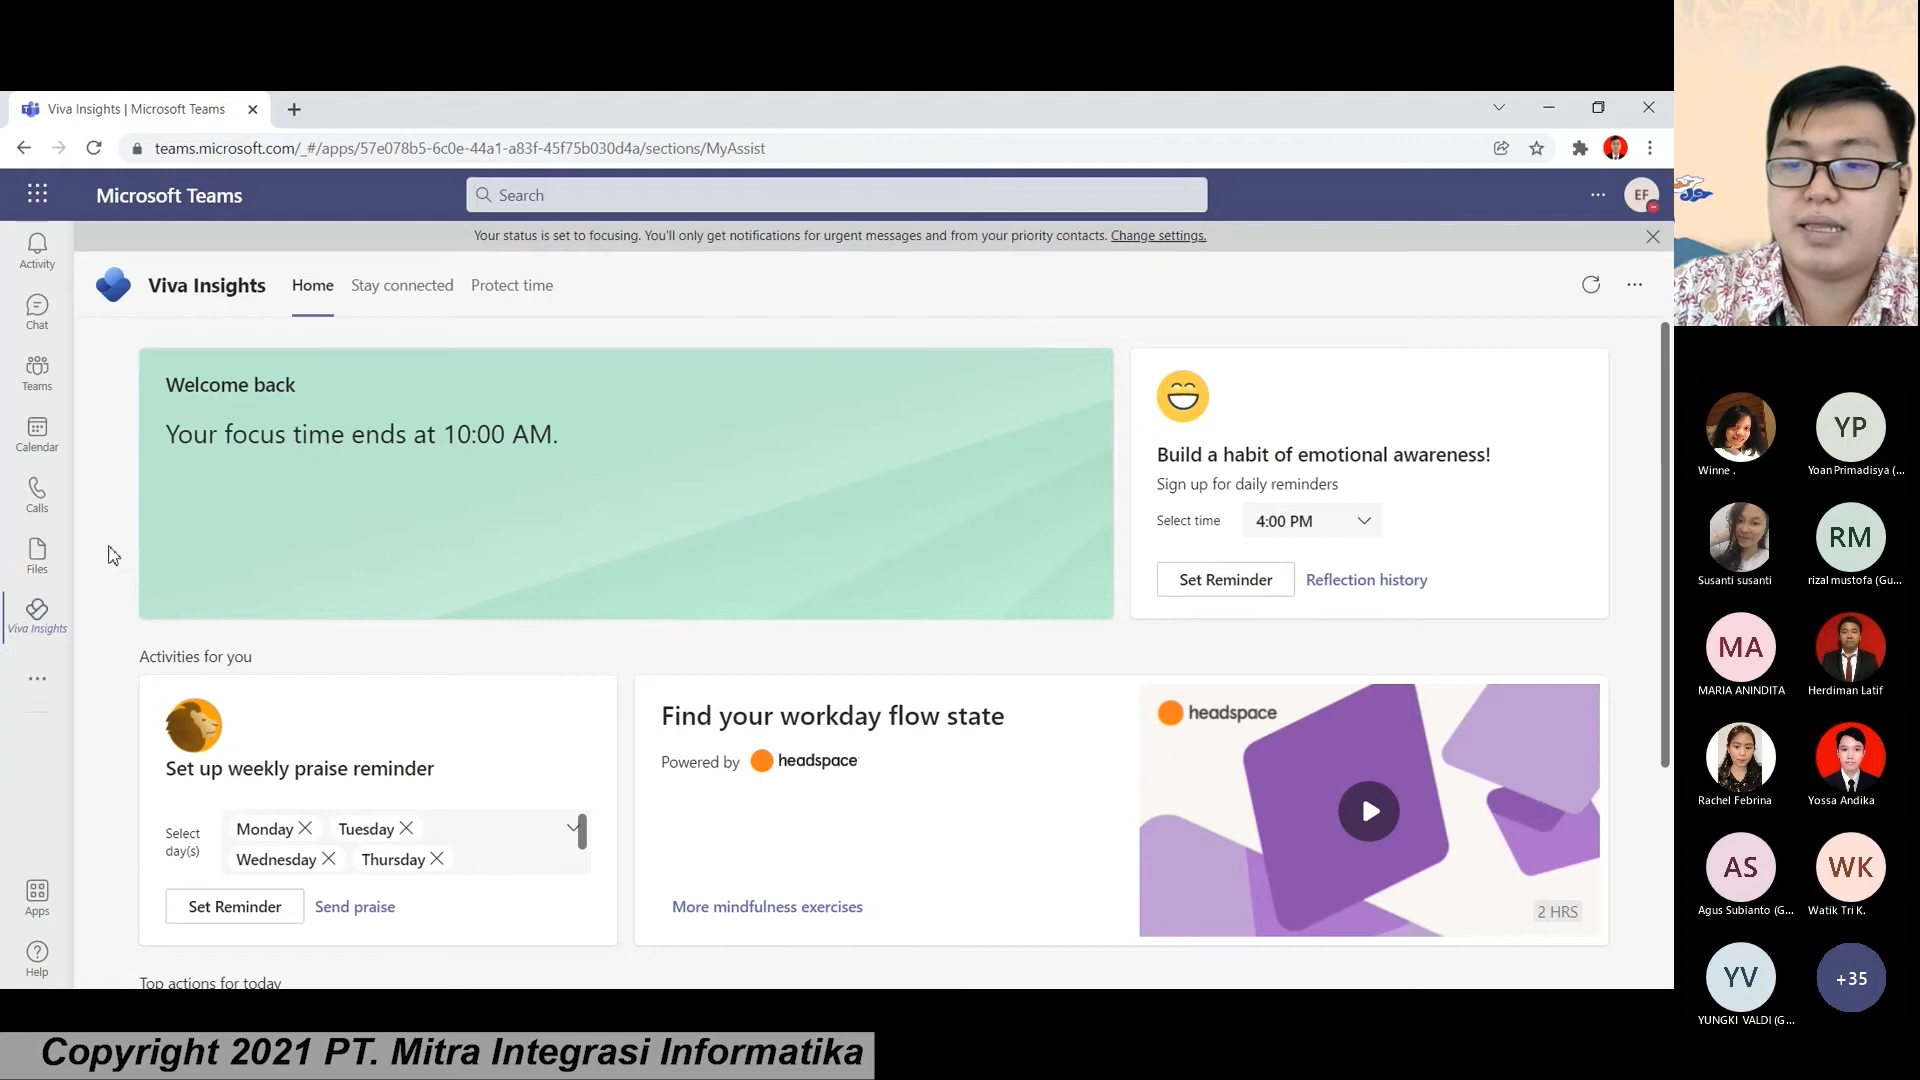 Viva Insights | Microsoft Teams
teams.microsoft.com/_#/apps/57e078b5-6c0e-44a1-a83f-45f75b030d4a/sections/MyAssist
Microsoft Teams
Search
EF
Your status is set to focusing. You'll only get notifications for urgent messages and from your priority contacts. Change settings.
Activity
Chat
Teams
Calendar
Calls
Files
Viva Insights
Apps
Help
Viva Insights
Home
Stay connected
Protect time
Welcome back
Your focus time ends at 10:00 AM.
Build a habit of emotional awareness!
Sign up for daily reminders
Select time
4:00 PM
Set Reminder
Reflection history
Activities for you
Set up weekly praise reminder
Select day(s)
Monday
Tuesday
Wednesday
Thursday
Set Reminder
Send praise
Find your workday flow state
Powered by headspace
More mindfulness exercises
headspace
2 HRS
Top actions for today
Winne .
YP
Yoan Primadisya (...
Susanti susanti
RM
rizal mustofa (Gu...
MA
MARIA ANINDITA
Herdiman Latif
Rachel Febrina
Yossa Andika
AS
Agus Subianto (G...
WK
Watik Tri K.
YV
YUNGKI VALDI (G...
+35
Copyright 2021 PT. Mitra Integrasi Informatika